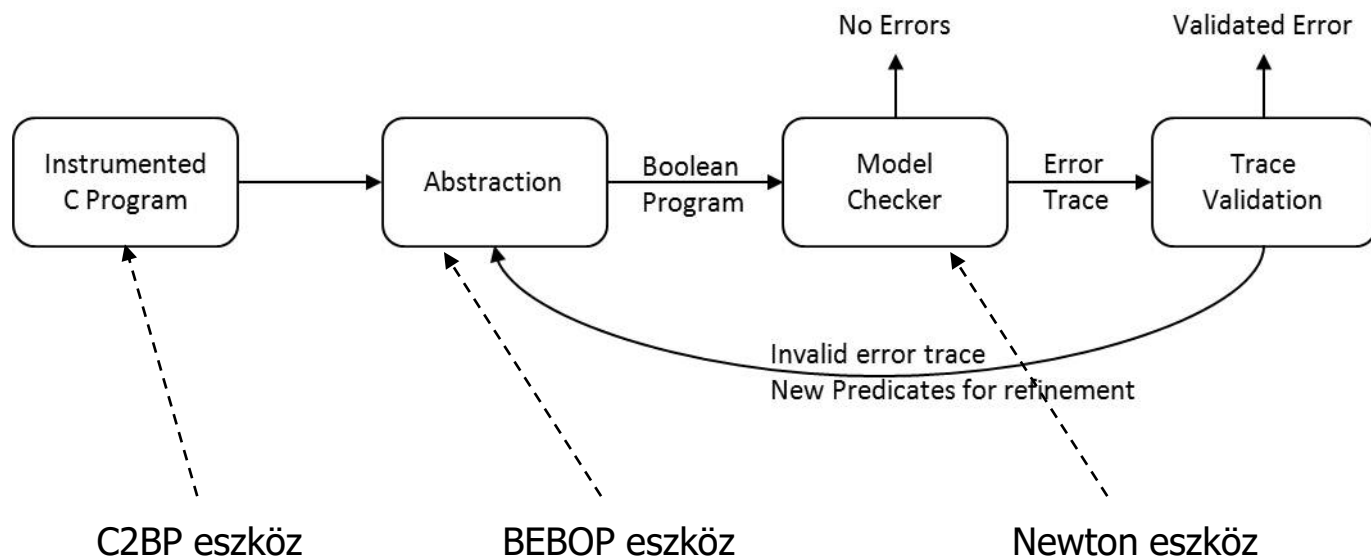 No Errors
Validated Error
Instrumented
C Program
Abstraction
Boolean
Program
Model
Checker
Error
Trace
Trace
Validation
Invalid error trace
New Predicates for refinement
C2BP eszköz
BEBOP eszköz
Newton eszköz